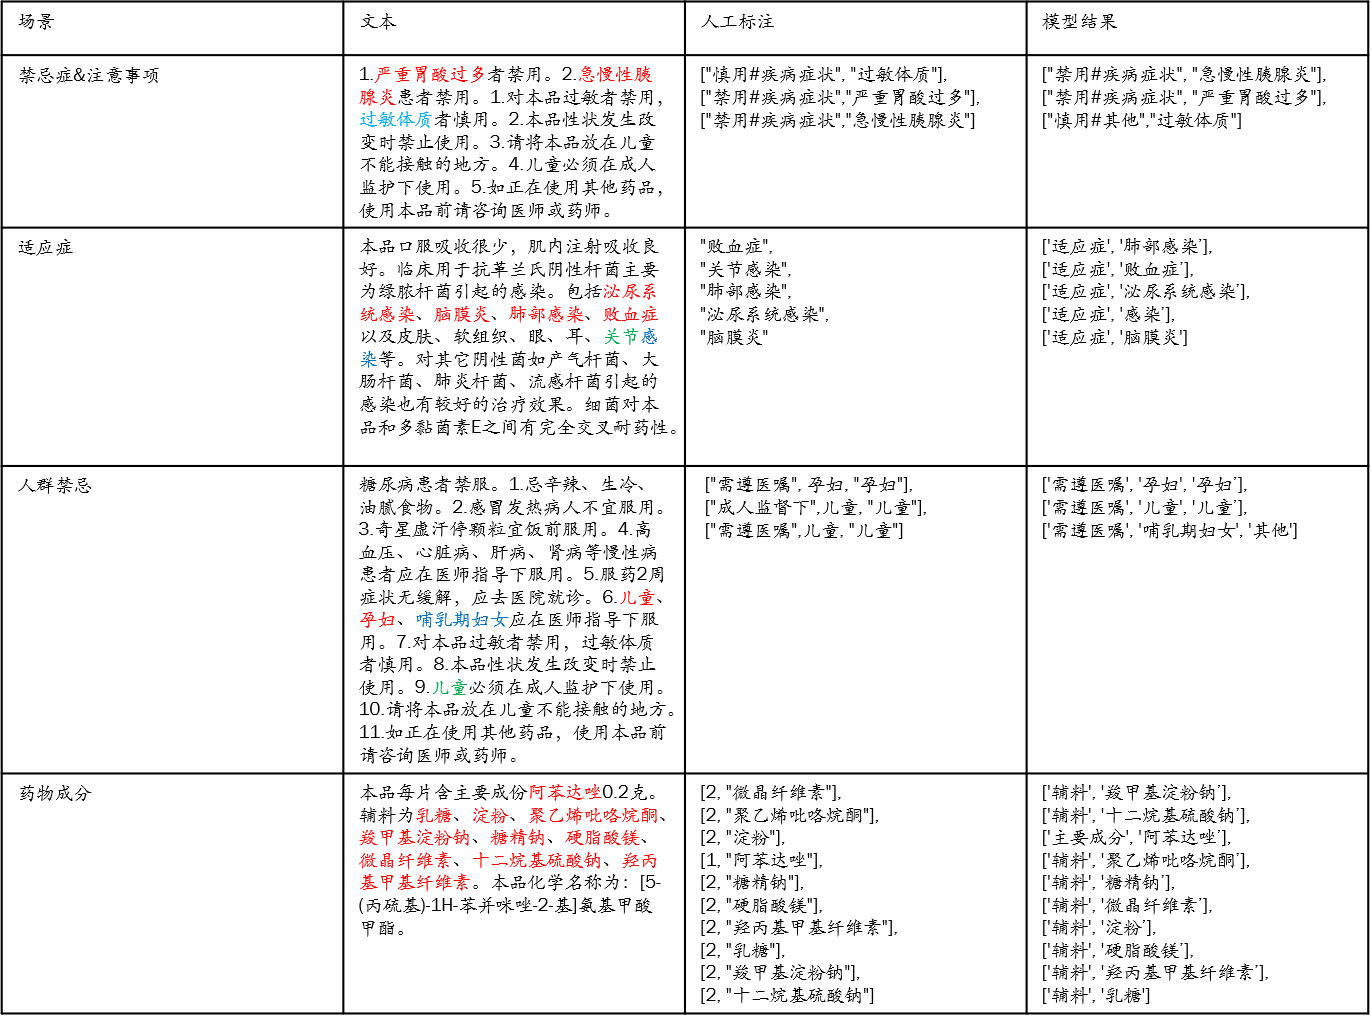 场景
文本
人工标注
模型结果
禁忌症&注意事项
1.严重胃酸过多者禁用。2.急慢性胰
腺炎患者禁用。1.对本品过敏者禁用，
过敏体质者慎用。2.本品性状发生改
变时禁止使用。3.请将本品放在儿童
不能接触的地方。4.儿童必须在成人
监护下使用。5.如正在使用其他药品，
使用本品前请咨询医师或药师。
["慎用#疾病症状", "过敏体质"],
["禁用#疾病症状","严重胃酸过多"],
["禁用#疾病症状","急慢性胰腺炎"]
["禁用#疾病症状", "急慢性胰腺炎"],
["禁用#疾病症状", "严重胃酸过多"],
["慎用#其他","过敏体质"]
适应症
本品口服吸收很少，肌内注射吸收良
好。临床用于抗革兰氏阴性杆菌主要
为绿脓杆菌引起的感染。包括泌尿系
统感染、脑膜炎、肺部感染、败血症
以及皮肤、软组织、眼、耳、关节感
染等。对其它阴性菌如产气杆菌、大
肠杆菌、肺炎杆菌、流感杆菌引起的
感染也有较好的治疗效果。细菌对本
品和多黏菌素E之间有完全交叉耐药性。
"败血症",
"关节感染",
"肺部感染",
"泌尿系统感染",
"脑膜炎"
['适应症', '肺部感染'],
['适应症', '败血症'],
['适应症', '泌尿系统感染'],
['适应症', '感染'],
['适应症', '脑膜炎']
人群禁忌
糖尿病患者禁服。1.忌辛辣、生冷、
油腻食物。2.感冒发热病人不宜服用。
3.奇星虚汗停颗粒宜饭前服用。4.高
血压、心脏病、肝病、肾病等慢性病
患者应在医师指导下服用。5.服药2周
症状无缓解，应去医院就诊。6.儿童、
孕妇、哺乳期妇女应在医师指导下服
用。7.对本品过敏者禁用，过敏体质
者慎用。8.本品性状发生改变时禁止
使用。9.儿童必须在成人监护下使用。
10.请将本品放在儿童不能接触的地方。
11.如正在使用其他药品，使用本品前
请咨询医师或药师。
["需遵医嘱", 孕妇, "孕妇"],
["成人监督下",儿童, "儿童"],
["需遵医嘱",儿童, "儿童"]
['需遵医嘱', '孕妇', '孕妇'],
['需遵医嘱', '儿童', '儿童'],
['需遵医嘱', '哺乳期妇女', '其他']
药物成分
本品每片含主要成份阿苯达唑0.2克。
辅料为乳糖、淀粉、聚乙烯吡咯烷酮、
羧甲基淀粉钠、糖精钠、硬脂酸镁、
微晶纤维素、十二烷基硫酸钠、羟丙
基甲基纤维素。本品化学名称为：[5-
(丙硫基)-1H-苯并咪唑-2-基]氨基甲酸
甲酯。
[2, "微晶纤维素"],
[2, "聚乙烯吡咯烷酮"],
[2, "淀粉"],
[1, "阿苯达唑"],
[2, "糖精钠"],
[2, "硬脂酸镁"],
[2, "羟丙基甲基纤维素"],
[2, "乳糖"],
[2, "羧甲基淀粉钠"],
[2, "十二烷基硫酸钠"]
['辅料', '羧甲基淀粉钠'],
['辅料', '十二烷基硫酸钠'],
['主要成分', '阿苯达唑'],
['辅料', '聚乙烯吡咯烷酮'],
['辅料', '糖精钠'],
['辅料', '微晶纤维素'],
['辅料', '淀粉'],
['辅料', '硬脂酸镁'],
['辅料', '羟丙基甲基纤维素'],
['辅料', '乳糖']